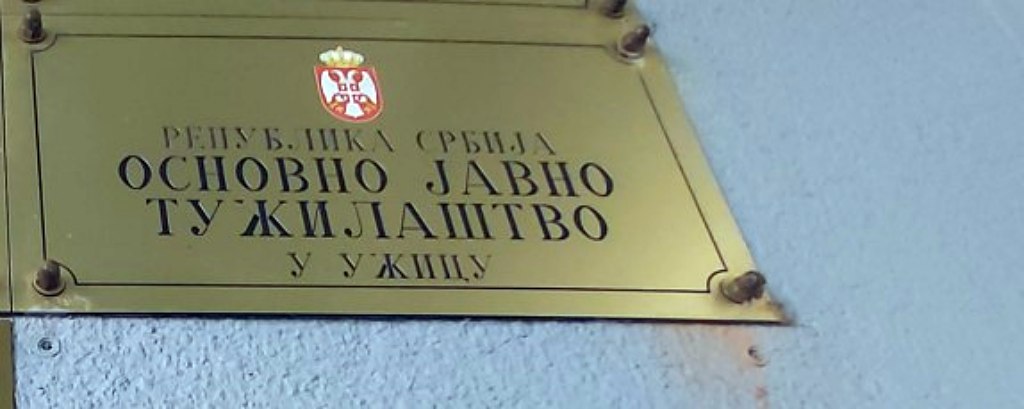 РЕПУБЛИКА СРБИЈА
ОСНОВНО ЈАВНО
ТУЖИЛАШТВО
У УЖИЦУ